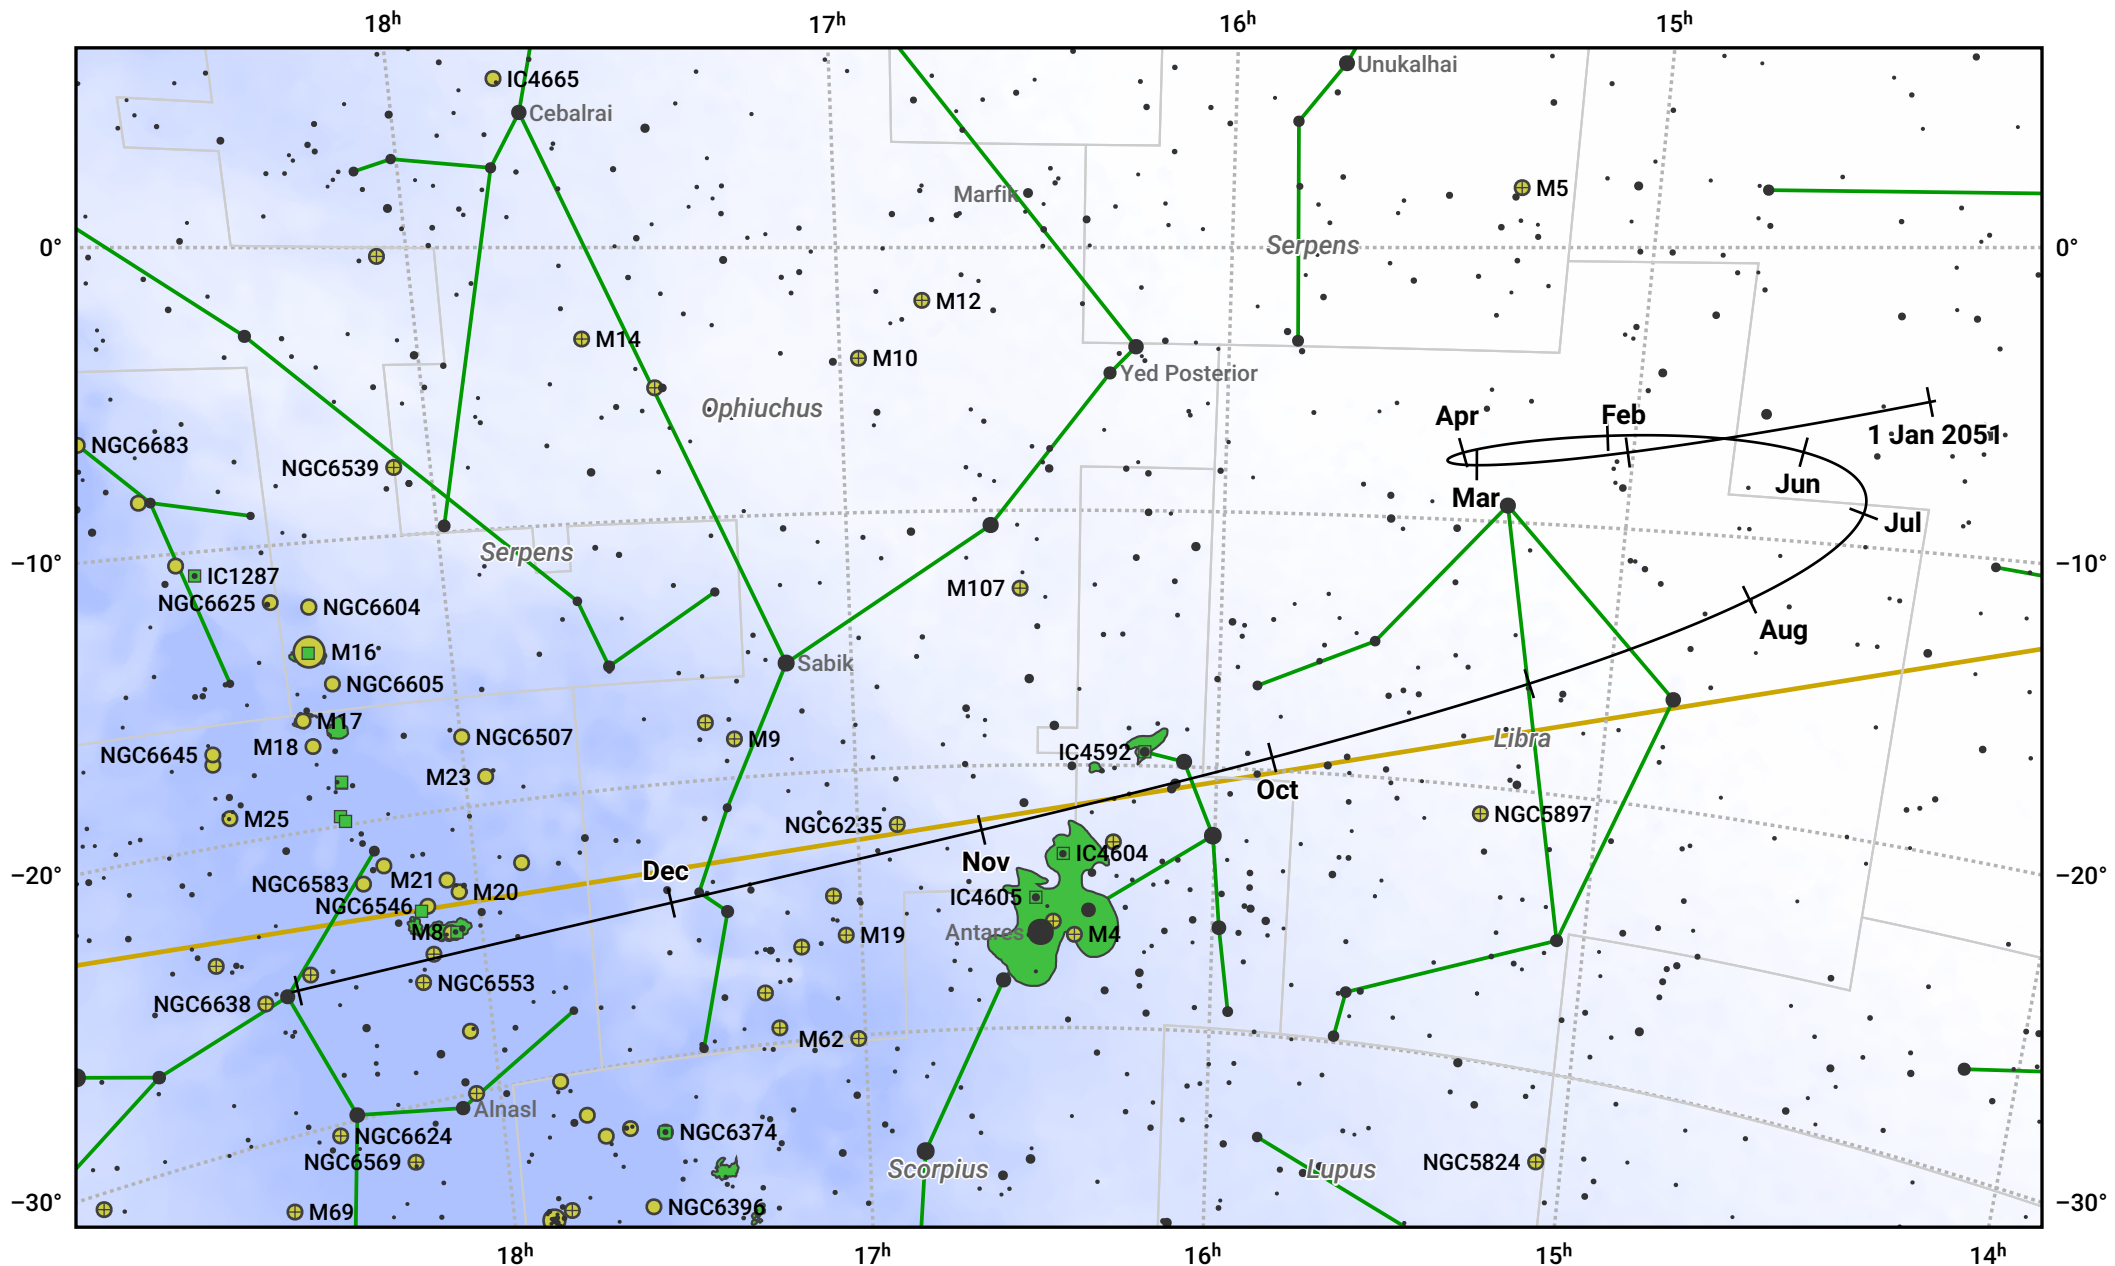 18ʰ 17ʰ 16ʰ 15ʰ
IC4665
Unukalhai
Cebalrai
Marfik
M5
0° Serpens 0°
M12
M14
M10
Yed Posterior
Ophiuchus
Apr Feb
1 Jan 2051
NGC6683
NGC6539
Mar Jun
Jul
Serpens
−10° −10°
IC1287
M107
NGC6625 NGC6604
Aug
M16
Sabik
NGC6605
M17
NGC6507 M9 Libra
M18
NGC6645 IC4592
M23
Oct
M25 NGC6235 NGC5897
IC4604
Nov
Dec
−20° −20°
NGC6583 M21 M20
IC4605
NGC6546
M8 M19 Antares M4
NGC6553
NGC6638
M62
Alnasl
NGC6624 NGC6374
NGC6569 Scorpius Lupus NGC5824
−30° −30°
M69 NGC6396
18ʰ 17ʰ 16ʰ 15ʰ 14ʰ